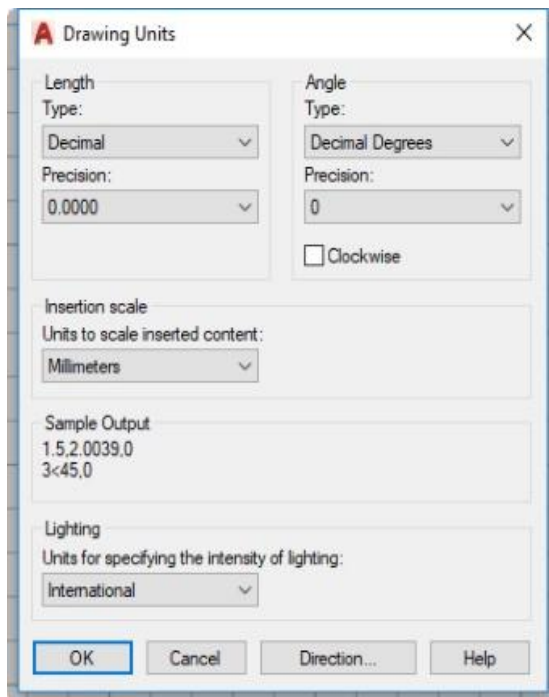 A Drawing Units
Length
Type:
Decimal
Precision:
0.0000
Angle
Type:
Decimal Degrees
Precision:
0
Clockwise
Insertion scale
Units to scale inserted content:
Millimeters
Sample Output
1.5,2.0039,0
3<45,0
Lighting
Units for specifying the intensity of lighting:
International
OK
Cancel
Direction...
Help